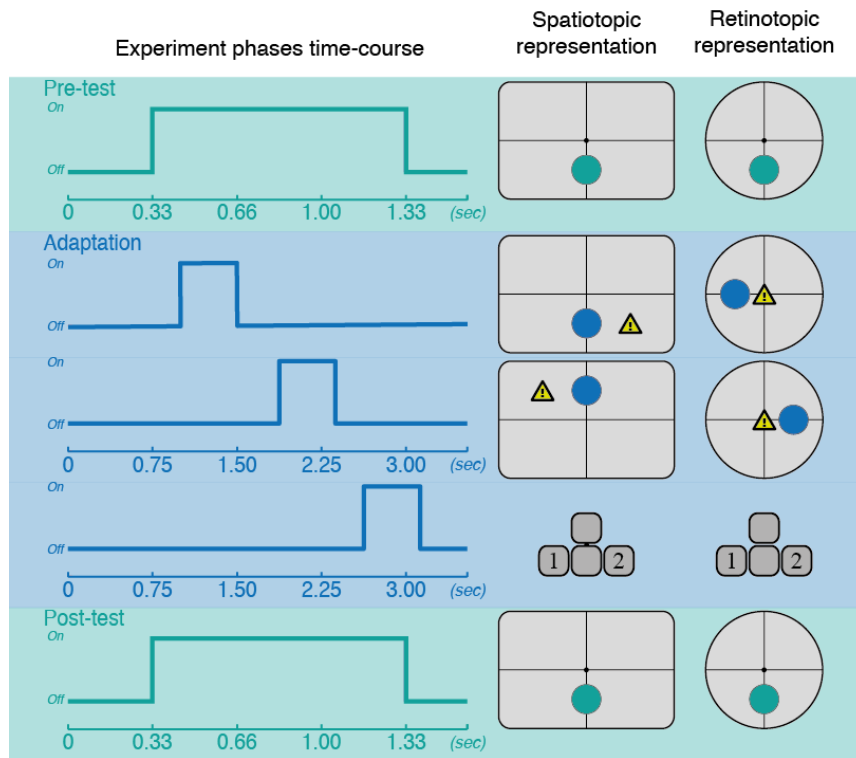 Experiment phases time-course
Spatiotopic
representation
Retinotopic
representation
Pre-test
On
Off
0 0.33 0.66 1.00 1.33 (sec)
Adaptation
On
Off
!
!
On
Off
!
!
0 0.75 1.50 2.25 3.00 (sec)
On
Off
1 2
1 2
0 0.75 1.50 2.25 3.00 (sec)
Post-test
On
Off
0 0.33 0.66 1.00 1.33 (sec)